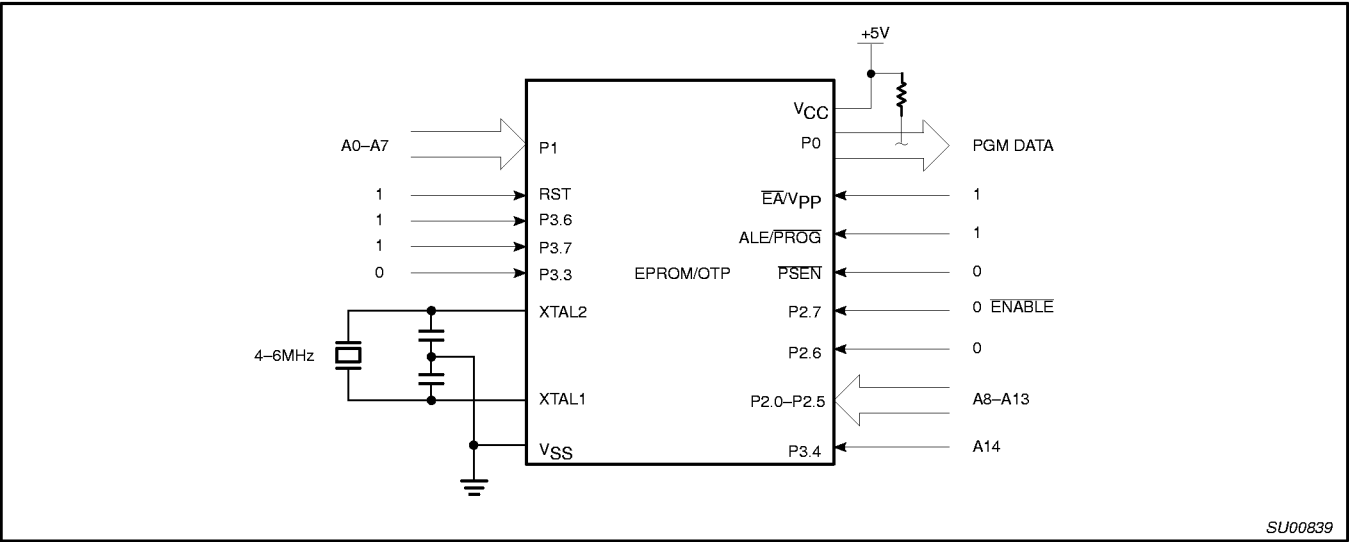 +5V
VCC
A0–A7
P1
P0
PGM DATA
1
RST
EA/VPP
1
1
P3.6
1
P3.7
ALE/PROG
1
0
P3.3
EPROM/OTP
PSEN
0
XTAL2
P2.7
0 ENABLE
4–6MHz
P2.6
0
XTAL1
P2.0–P2.5
A8–A13
VSS
P3.4
A14
SU00839